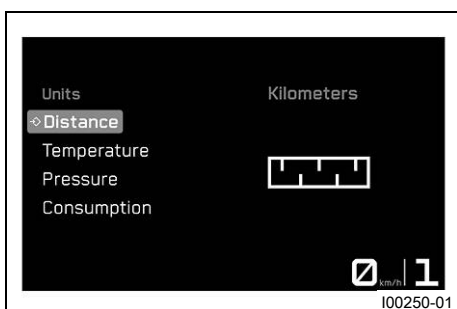 Units
Kilometers
Distance
Temperature
Pressure
Consumption
0 km/h 1
I00250-01